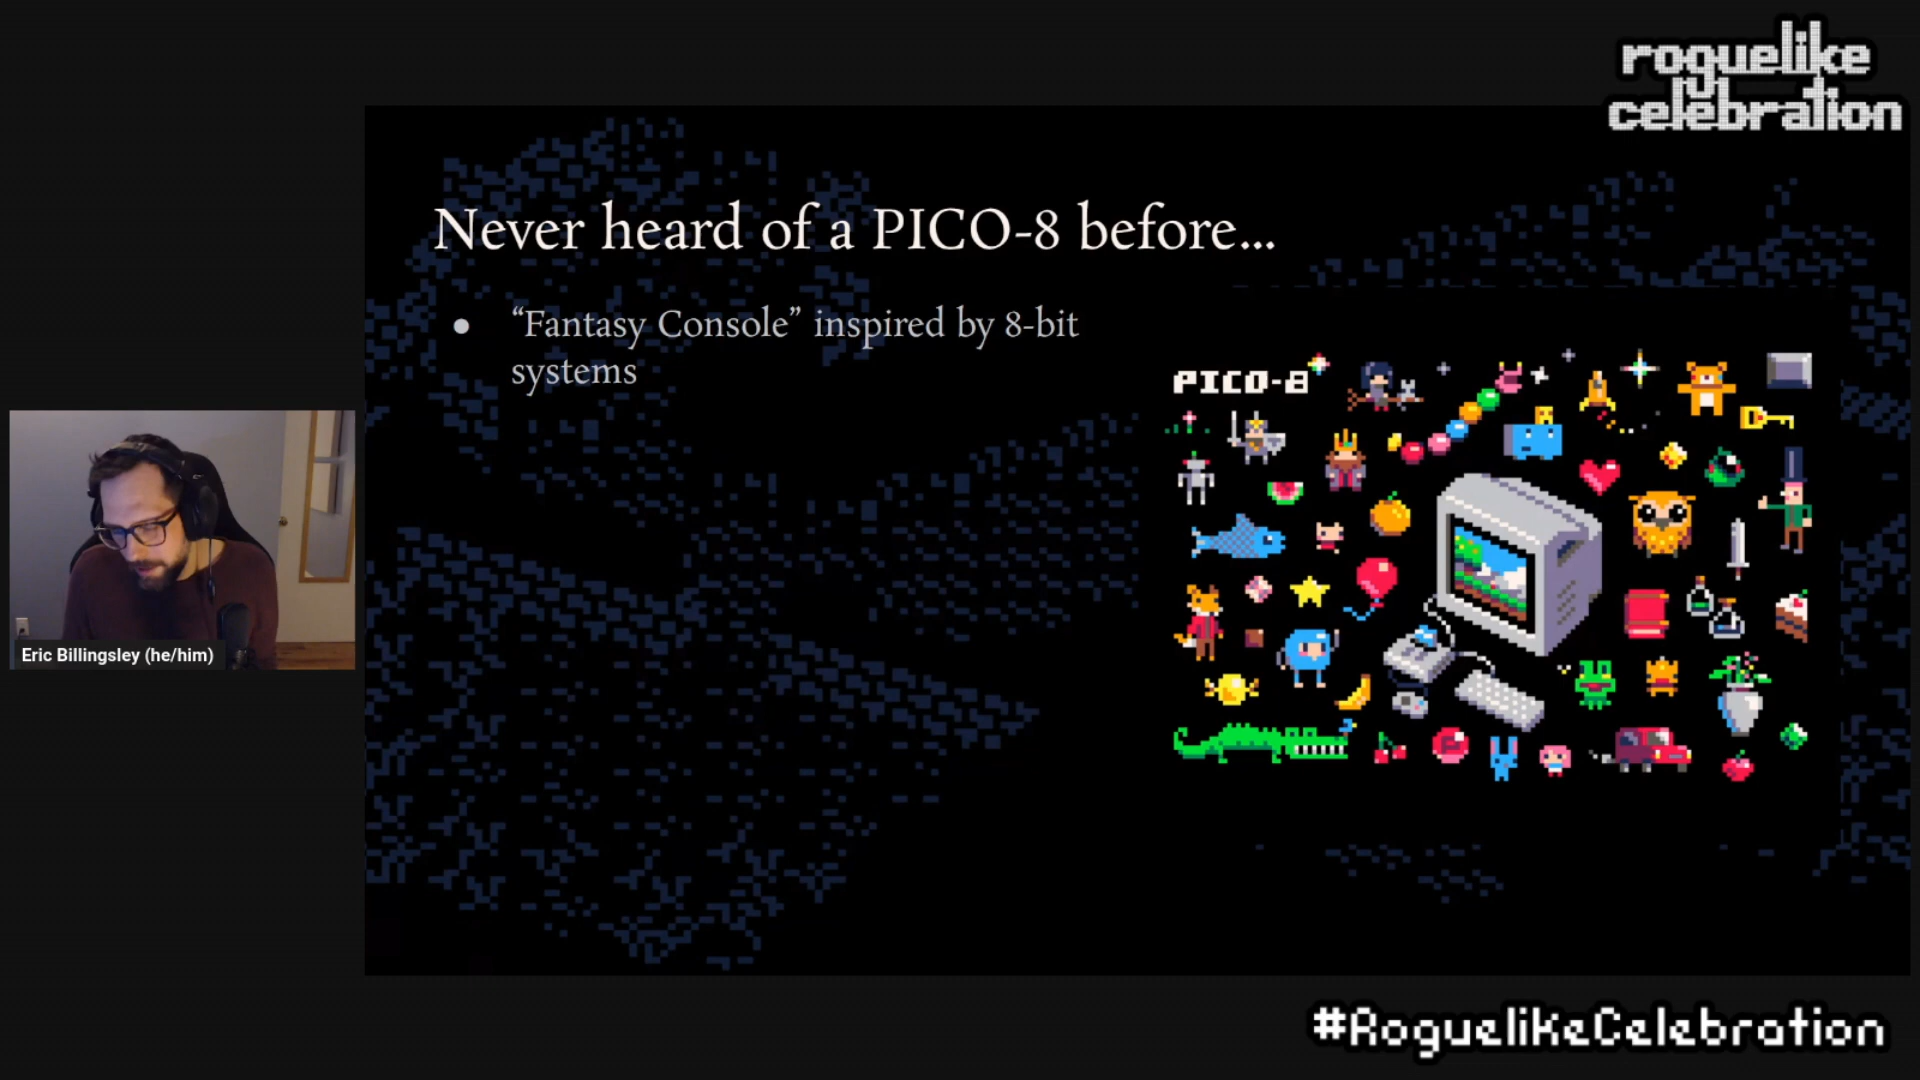 roguelike
celebration
Never heard of a PICO-8 before...
● “Fantasy Console” inspired by 8-bit
systems
PICO-8
Eric Billingsley (he/him)
#RoguelikeCelebration